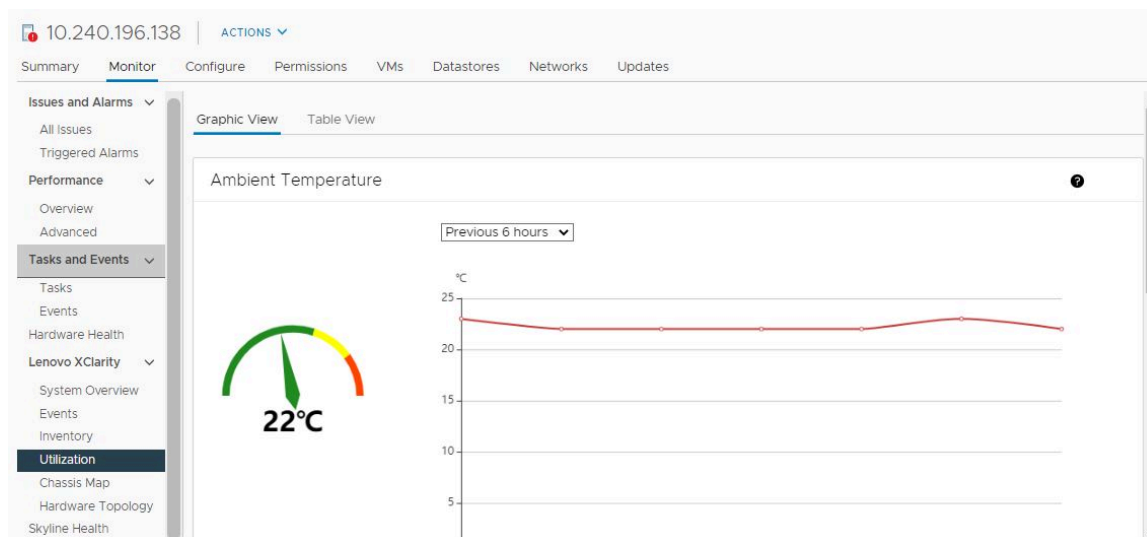 10.240.196.138 ACTIONS
Summary Monitor Configure Permissions VMs Datastores Networks Updates
Issues and Alarms
All Issues
Triggered Alarms
Performance
Overview
Advanced
Tasks and Events
Tasks
Events
Hardware Health
Lenovo XClarity
System Overview
Events
Inventory
Utilization
Chassis Map
Hardware Topology
Skyline Health
Graphic View Table View
Ambient Temperature ?
Previous 6 hours
22°C
°C
25
20
15
10
5